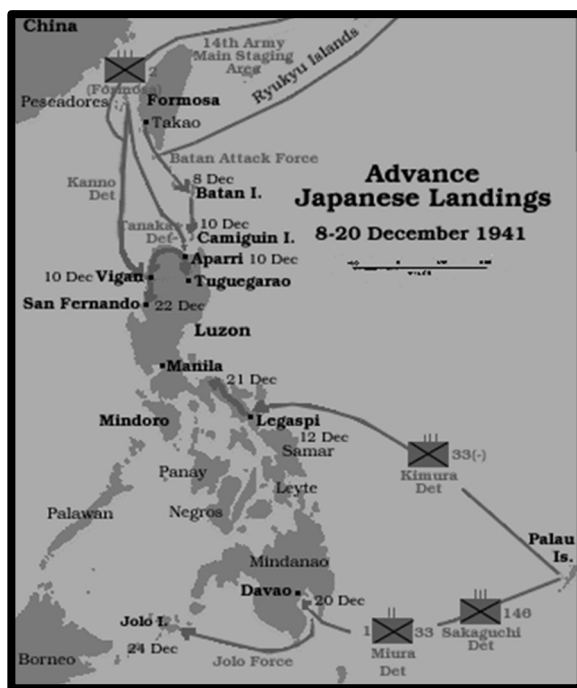 China
14th Army
Main Staging
Area
Ryukyu Islands
2
(Formosa)
Pescadores
Formosa
Takao
Batan Attack Force
Kanno
Det
8 Dec
Batan I.
Advance
Japanese Landings
8-20 December 1941
Tanaka
Det
10 Dec
Camiguin I.
Aparri 10 Dec
10 Dec Vigan
Tuguegarao
San Fernando 22 Dec
Luzon
Manila
21 Dec
Mindoro
Legaspi
12 Dec
Samar
33(-)
Kimura
Det
Panay
Leyte
Palawan
Negros
Palau
Is.
Mindanao
Davao
20 Dec
146
Sakaguchi
Det
1 33
Miura
Det
Jolo I.
24 Dec
Jolo Force
Borneo